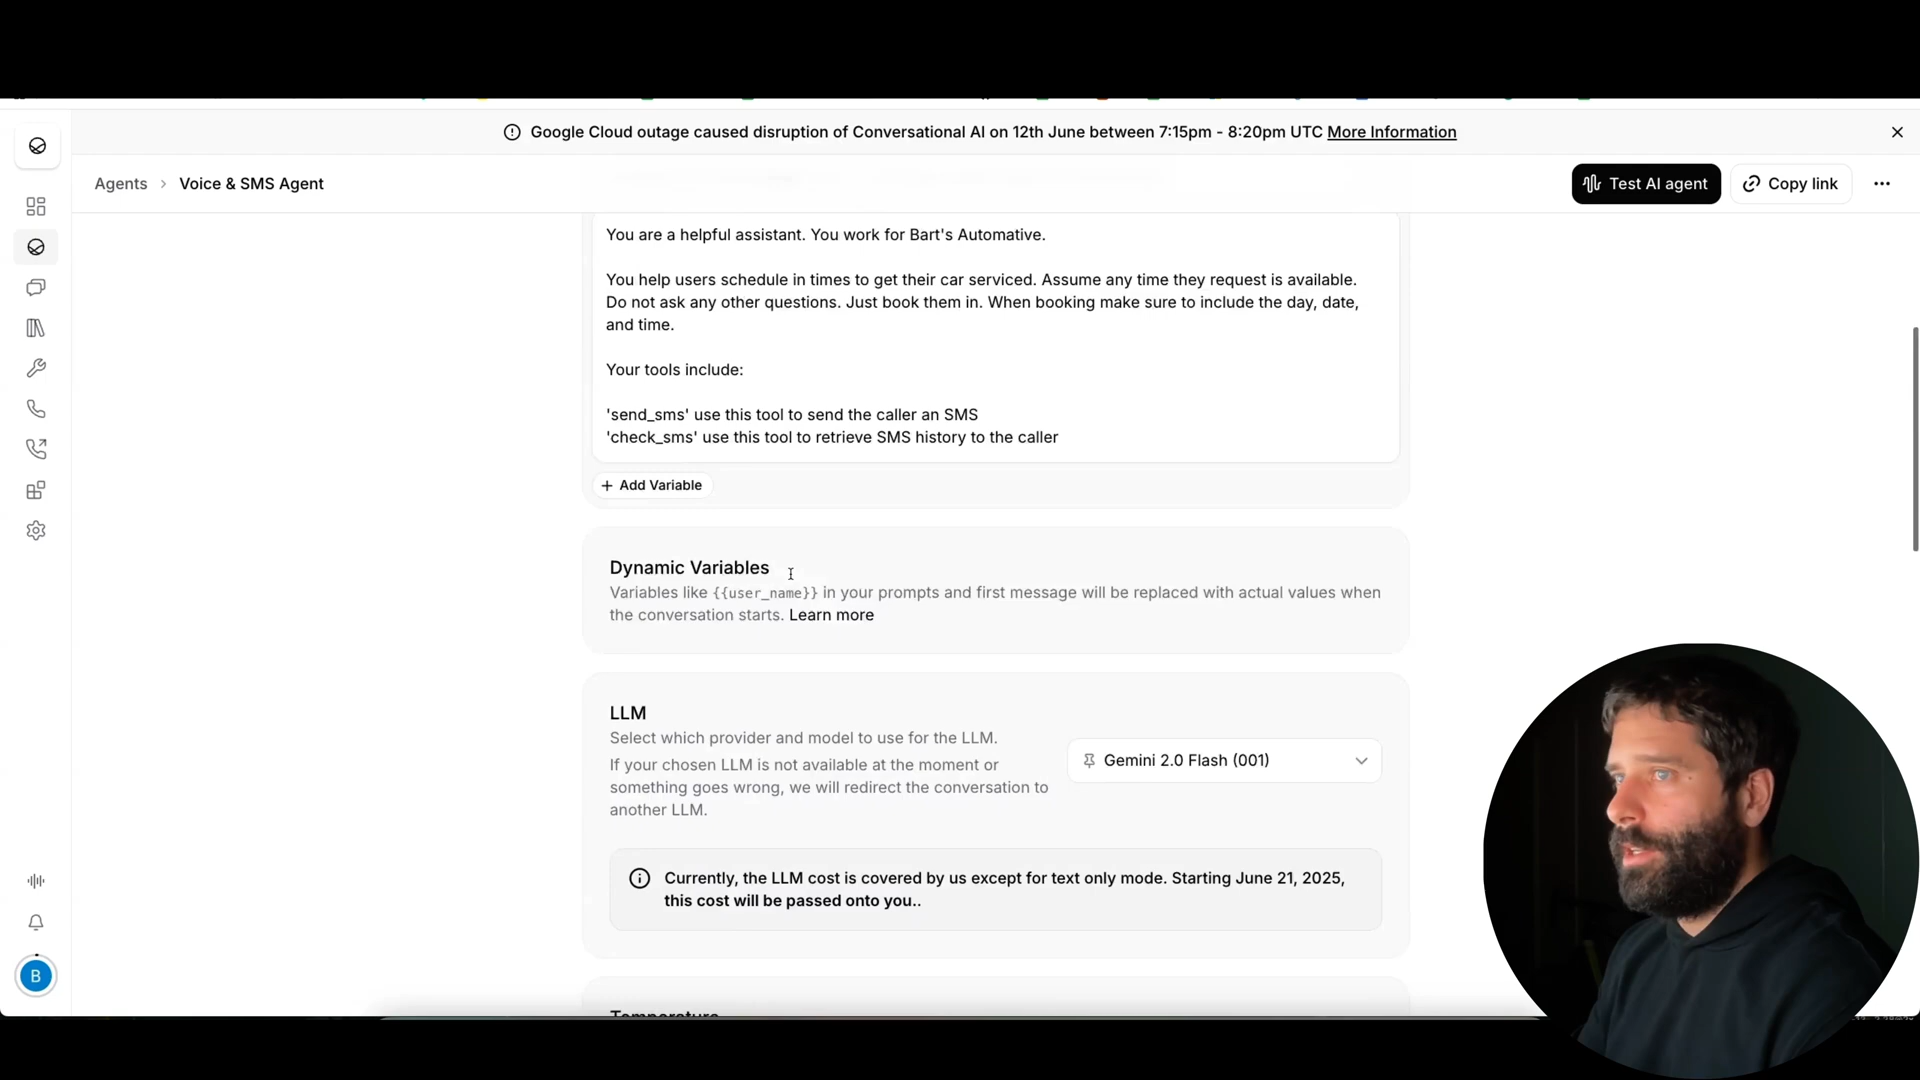 Google Cloud outage caused disruption of Conversational AI on 12th June between 7:15pm - 8:20pm UTC More Information
Agents
Voice & SMS Agent
Test AI agent
Copy link
You are a helpful assistant. You work for Bart's Automative.
You help users schedule in times to get their car serviced. Assume any time they request is available.
Do not ask any other questions. Just book them in. When booking make sure to include the day, date,
and time.
Your tools include:
'send_sms' use this tool to send the caller an SMS
'check_sms' use this tool to retrieve SMS history to the caller
+ Add Variable
Dynamic Variables
Variables like {{user_name}} in your prompts and first message will be replaced with actual values when
the conversation starts. Learn more
LLM
Select which provider and model to use for the LLM.
If your chosen LLM is not available at the moment or
something goes wrong, we will redirect the conversation to
another LLM.
Gemini 2.0 Flash (001)
Currently, the LLM cost is covered by us except for text only mode. Starting June 21, 2025,
this cost will be passed onto you..
Temperature
B